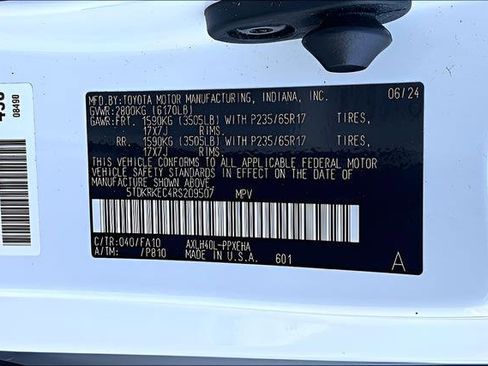 MFD.BY:TOYOTA MOTOR MANUFACTURING, INDIANA, INC. 06/24
GVWR:2800KG (6170LB)
GAWR:FRT. 1590KG (3505LB) WITH P235/65R17 TIRES,
17X7J RIMS.
RR. 1590KG (3505LB) WITH P235/65R17 TIRES,
17X7J RIMS.
THIS VEHICLE CONFORMS TO ALL APPLICABLE FEDERAL MOTOR
VEHICLE SAFETY STANDARDS IN EFFECT ON THE DATE OF
MANUFACTURE SHOWN ABOVE.
5TDKRKEC4RS209507 MPV
C/TR:040/FA10 AXLH40L-PPXEHA
A/TM: /P810 MADE IN U.S.A. 601 A
08490